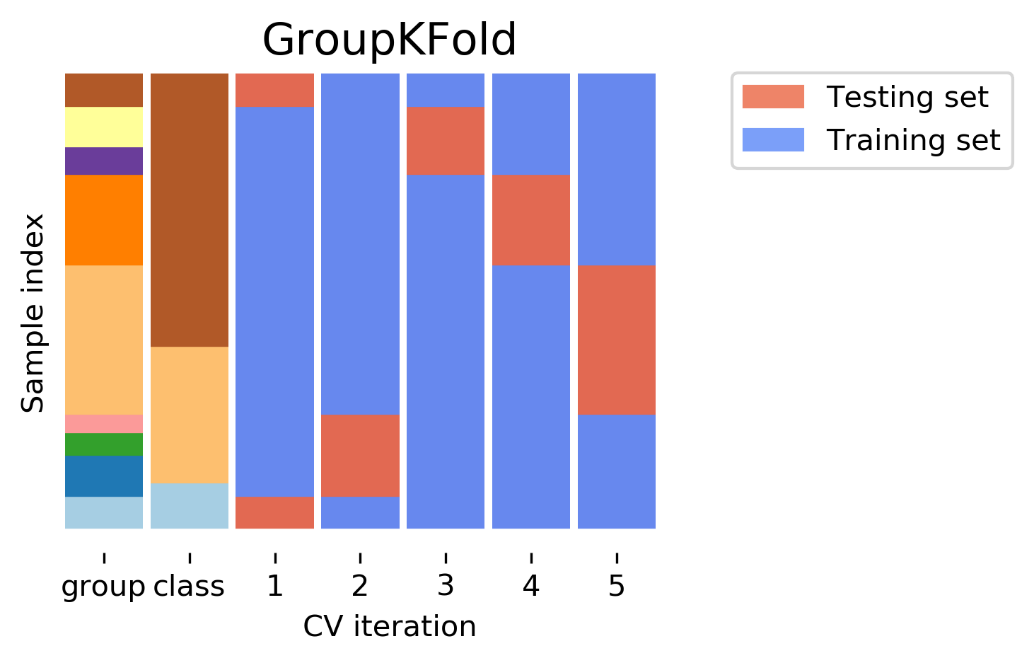 GroupKFold
Testing set
Training set
Sample index
group class 1 2 3 4 5
CV iteration